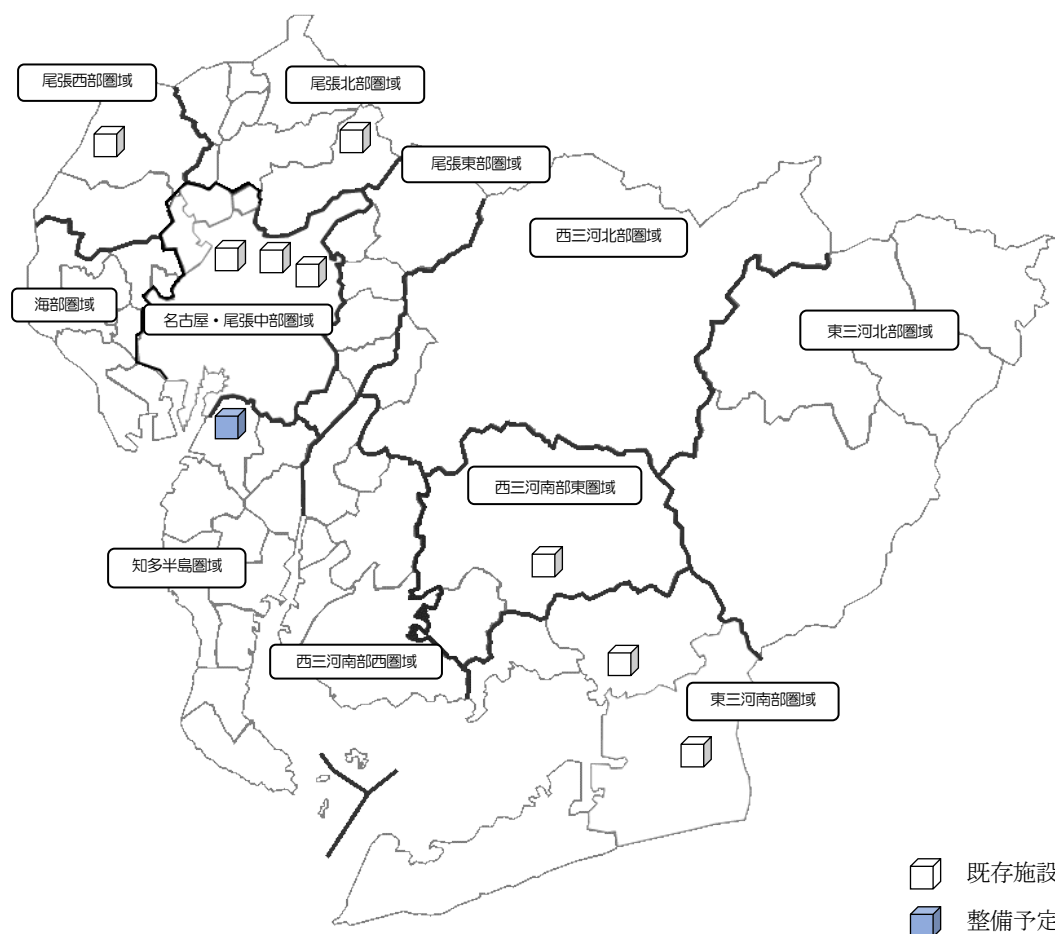 尾張西部圏域
尾張北部圏域
尾張東部圏域
西三河北部圏域
海部圏域
名古屋・尾張中部圏域
東三河北部圏域
西三河南部東圏域
知多半島圏域
西三河南部西圏域
東三河南部圏域
既存施設
整備予定